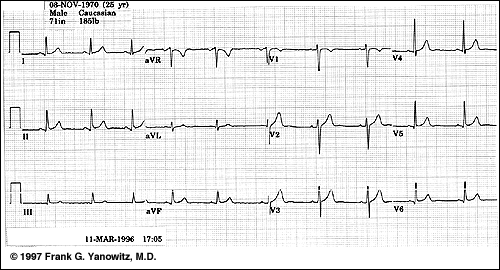 08-NOV-1970 (25 yr)
Male Caucasian
71in 185lb
I aVR V1 V4
II aVL V2 V5
III aVF V3 V6
11-MAR-1996 17:05
© 1997 Frank G. Yanowitz, M.D.